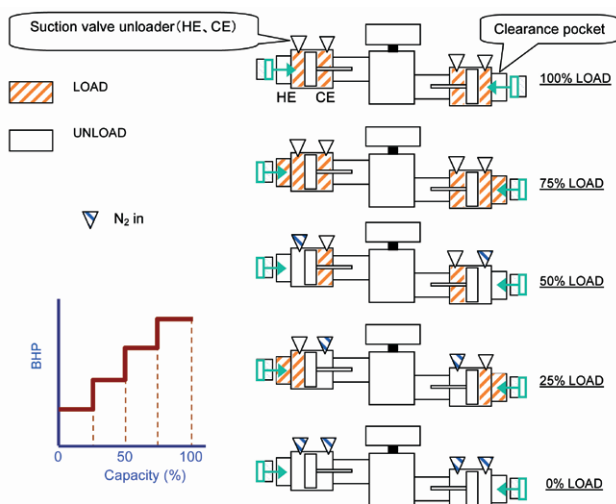 Suction valve unloader(HE、CE)
Clearance pocket
LOAD
HE
CE
100% LOAD
UNLOAD
75% LOAD
N2 in
50% LOAD
BHP
25% LOAD
0
50
100
Capacity (%)
0% LOAD